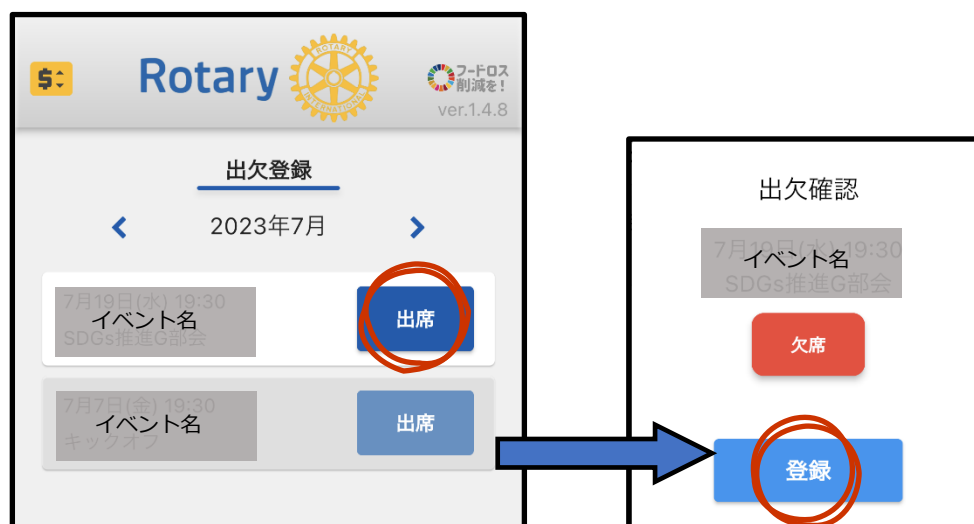 $
Rotary
ROTARY
INTERNATIONAL
フードロス
削減を!
ver.1.4.8
出欠登録
2023年7月
7月19日(水) 19:30
イベント名
SDGs推進G部会
出席
7月7日(金) 19:30
イベント名
キックオフ
出席
出欠確認
7月19日(水) 19:30
イベント名
SDGs推進G部会
欠席
登録